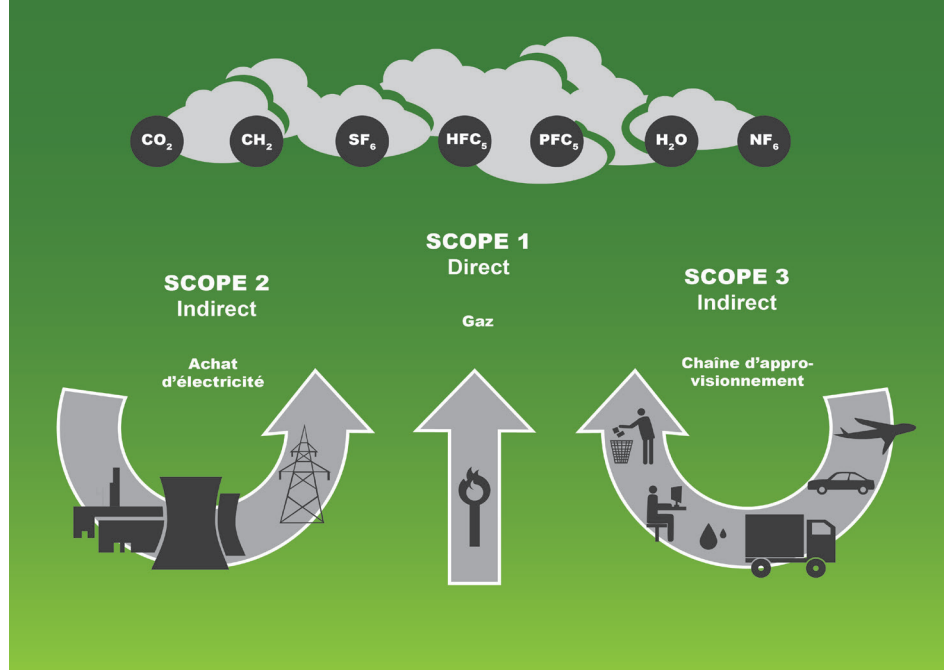 CO₂ CH₂ SF₆ HFC₅ PFC₅ H₂O NF₆
SCOPE 1
Direct
Gaz
SCOPE 2
Indirect
Achat
d'électricité
SCOPE 3
Indirect
Chaîne d'appro-
visionnement